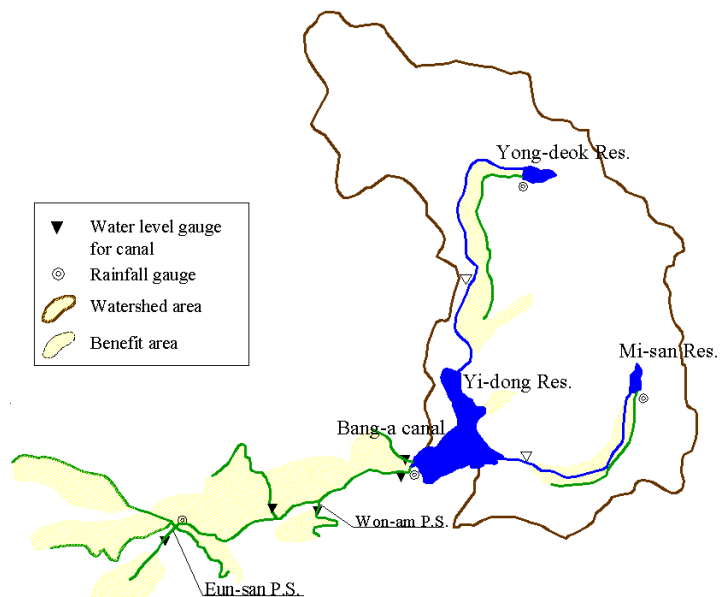 Yong-deok Res.
Water level gauge
for canal
Rainfall gauge
Watershed area
Benefit area
Mi-san Res.
Yi-dong Res.
Bang-a canal
Won-am P.S.
Eun-san P.S.